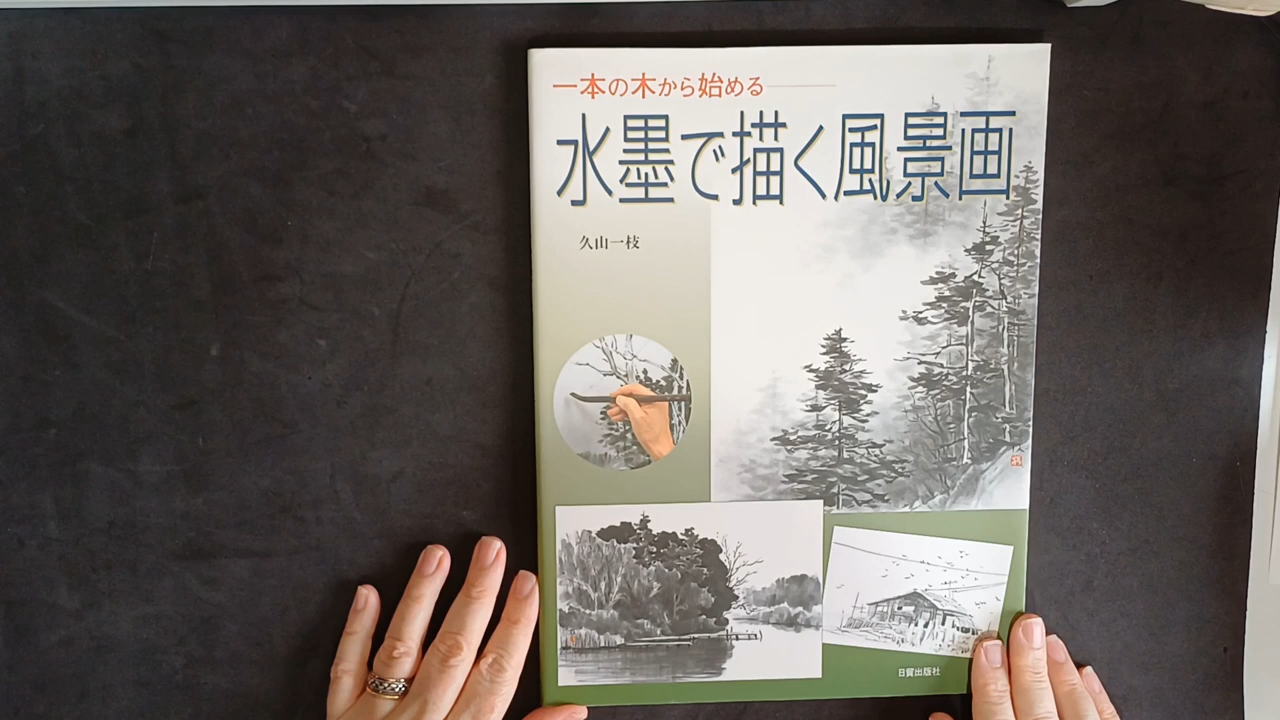 一本の木から始める
水墨で描く風景画
久山一枝
日貿出版社